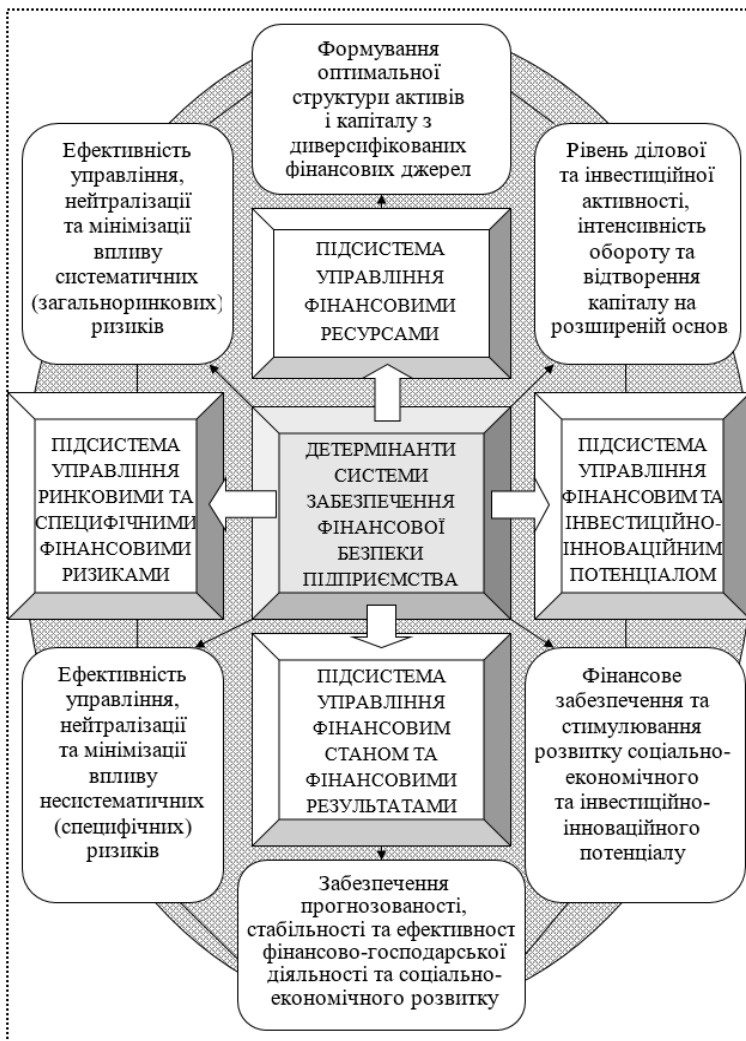 Формування
оптимальної
структури активів
і капіталу з
диверсифікованих
фінансових джерел
Ефективність
управління,
нейтралізації
та мінімізації
впливу
систематичних
(загальноринкових)
ризиків
ПІДСИСТЕМА
УПРАВЛІННЯ
ФІНАНСОВИМИ
РЕСУРСАМИ
Рівень ділової
та інвестиційної
активності,
інтенсивність
обороту та
відтворення
капіталу на
розширеній основ
ПІДСИСТЕМА
УПРАВЛІННЯ
РИНКОВИМИ ТА
СПЕЦИФІЧНИМИ
ФІНАНСОВИМИ
РИЗИКАМИ
ДЕТЕРМІНАНТИ
СИСТЕМИ
ЗАБЕЗПЕЧЕННЯ
ФІНАНСОВОЇ
БЕЗПЕКИ
ПІДПРИЄМСТВА
ПІДСИСТЕМА
УПРАВЛІННЯ
ФІНАНСОВИМ ТА
ІНВЕСТИЦІЙНО-
ІННОВАЦІЙНИМ
ПОТЕНЦІАЛОМ
Ефективність
управління,
нейтралізації
та мінімізації
впливу
несистематичних
(специфічних)
ризиків
ПІДСИСТЕМА
УПРАВЛІННЯ
ФІНАНСОВИМ
СТАНОМ ТА
ФІНАНСОВИМИ
РЕЗУЛЬТАТАМИ
Фінансове
забезпечення та
стимулювання
розвитку соціально-
економічного
та інвестиційно-
інноваційного
потенціалу
Забезпечення
прогнозованості,
стабільності та ефективност
фінансово-господарської
діяльності та соціально-
економічного розвитку